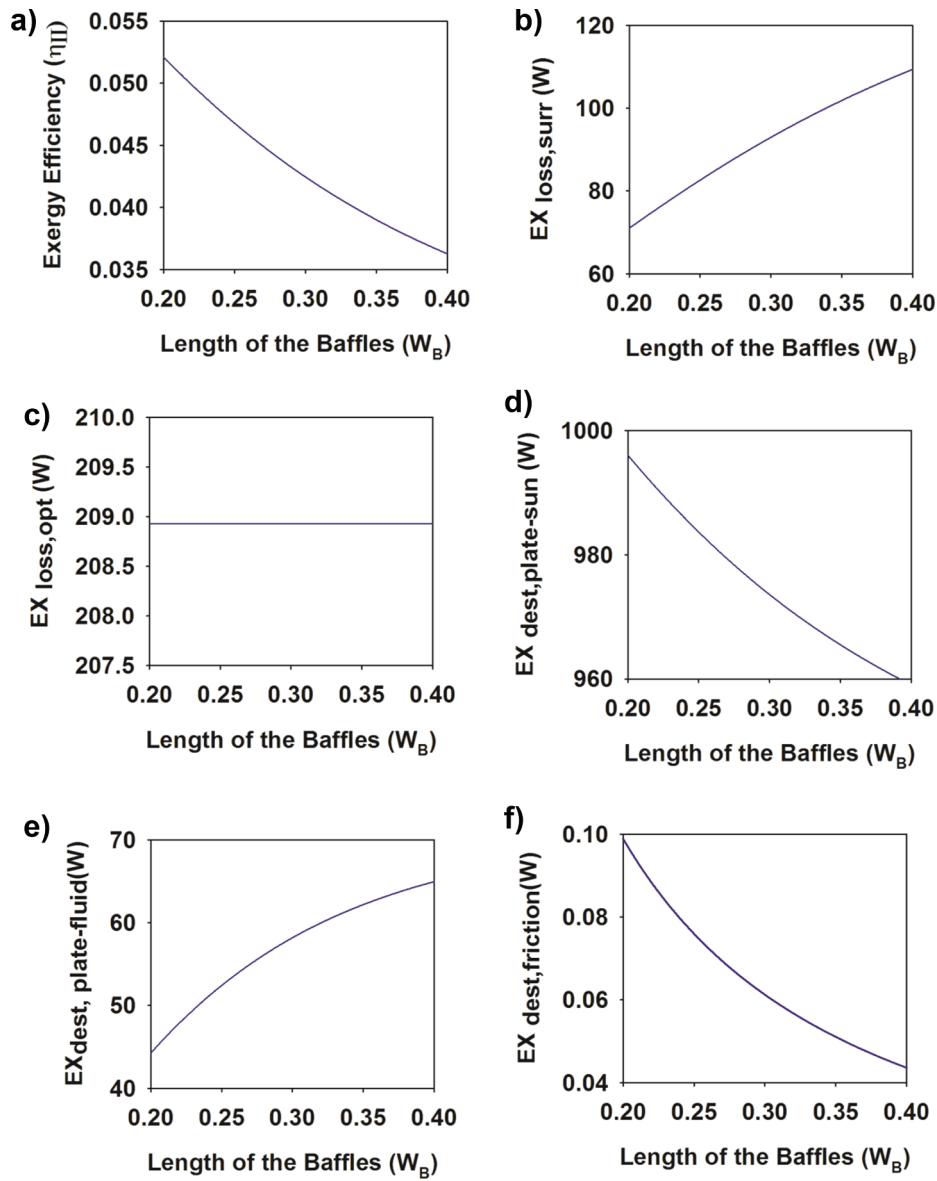 a)
Exergy Efficiency (ηII)
0.055
0.050
0.045
0.040
0.035
0.20 0.25 0.30 0.35 0.40
Length of the Baffles (WB)
b)
EX loss,surr (W)
120
100
80
60
0.20 0.25 0.30 0.35 0.40
Length of the Baffles (WB)
c)
EX loss,opt (W)
210.0
209.5
209.0
208.5
208.0
207.5
0.20 0.25 0.30 0.35 0.40
Length of the Baffles (WB)
d)
EX dest,plate-sun (W)
1000
980
960
0.20 0.25 0.30 0.35 0.40
Length of the Baffles (WB)
e)
EXdest, plate-fluid(W)
70
60
50
40
0.20 0.25 0.30 0.35 0.40
Length of the Baffles (WB)
f)
EX dest,friction(W)
0.10
0.08
0.06
0.04
0.20 0.25 0.30 0.35 0.40
Length of the Baffles (WB)